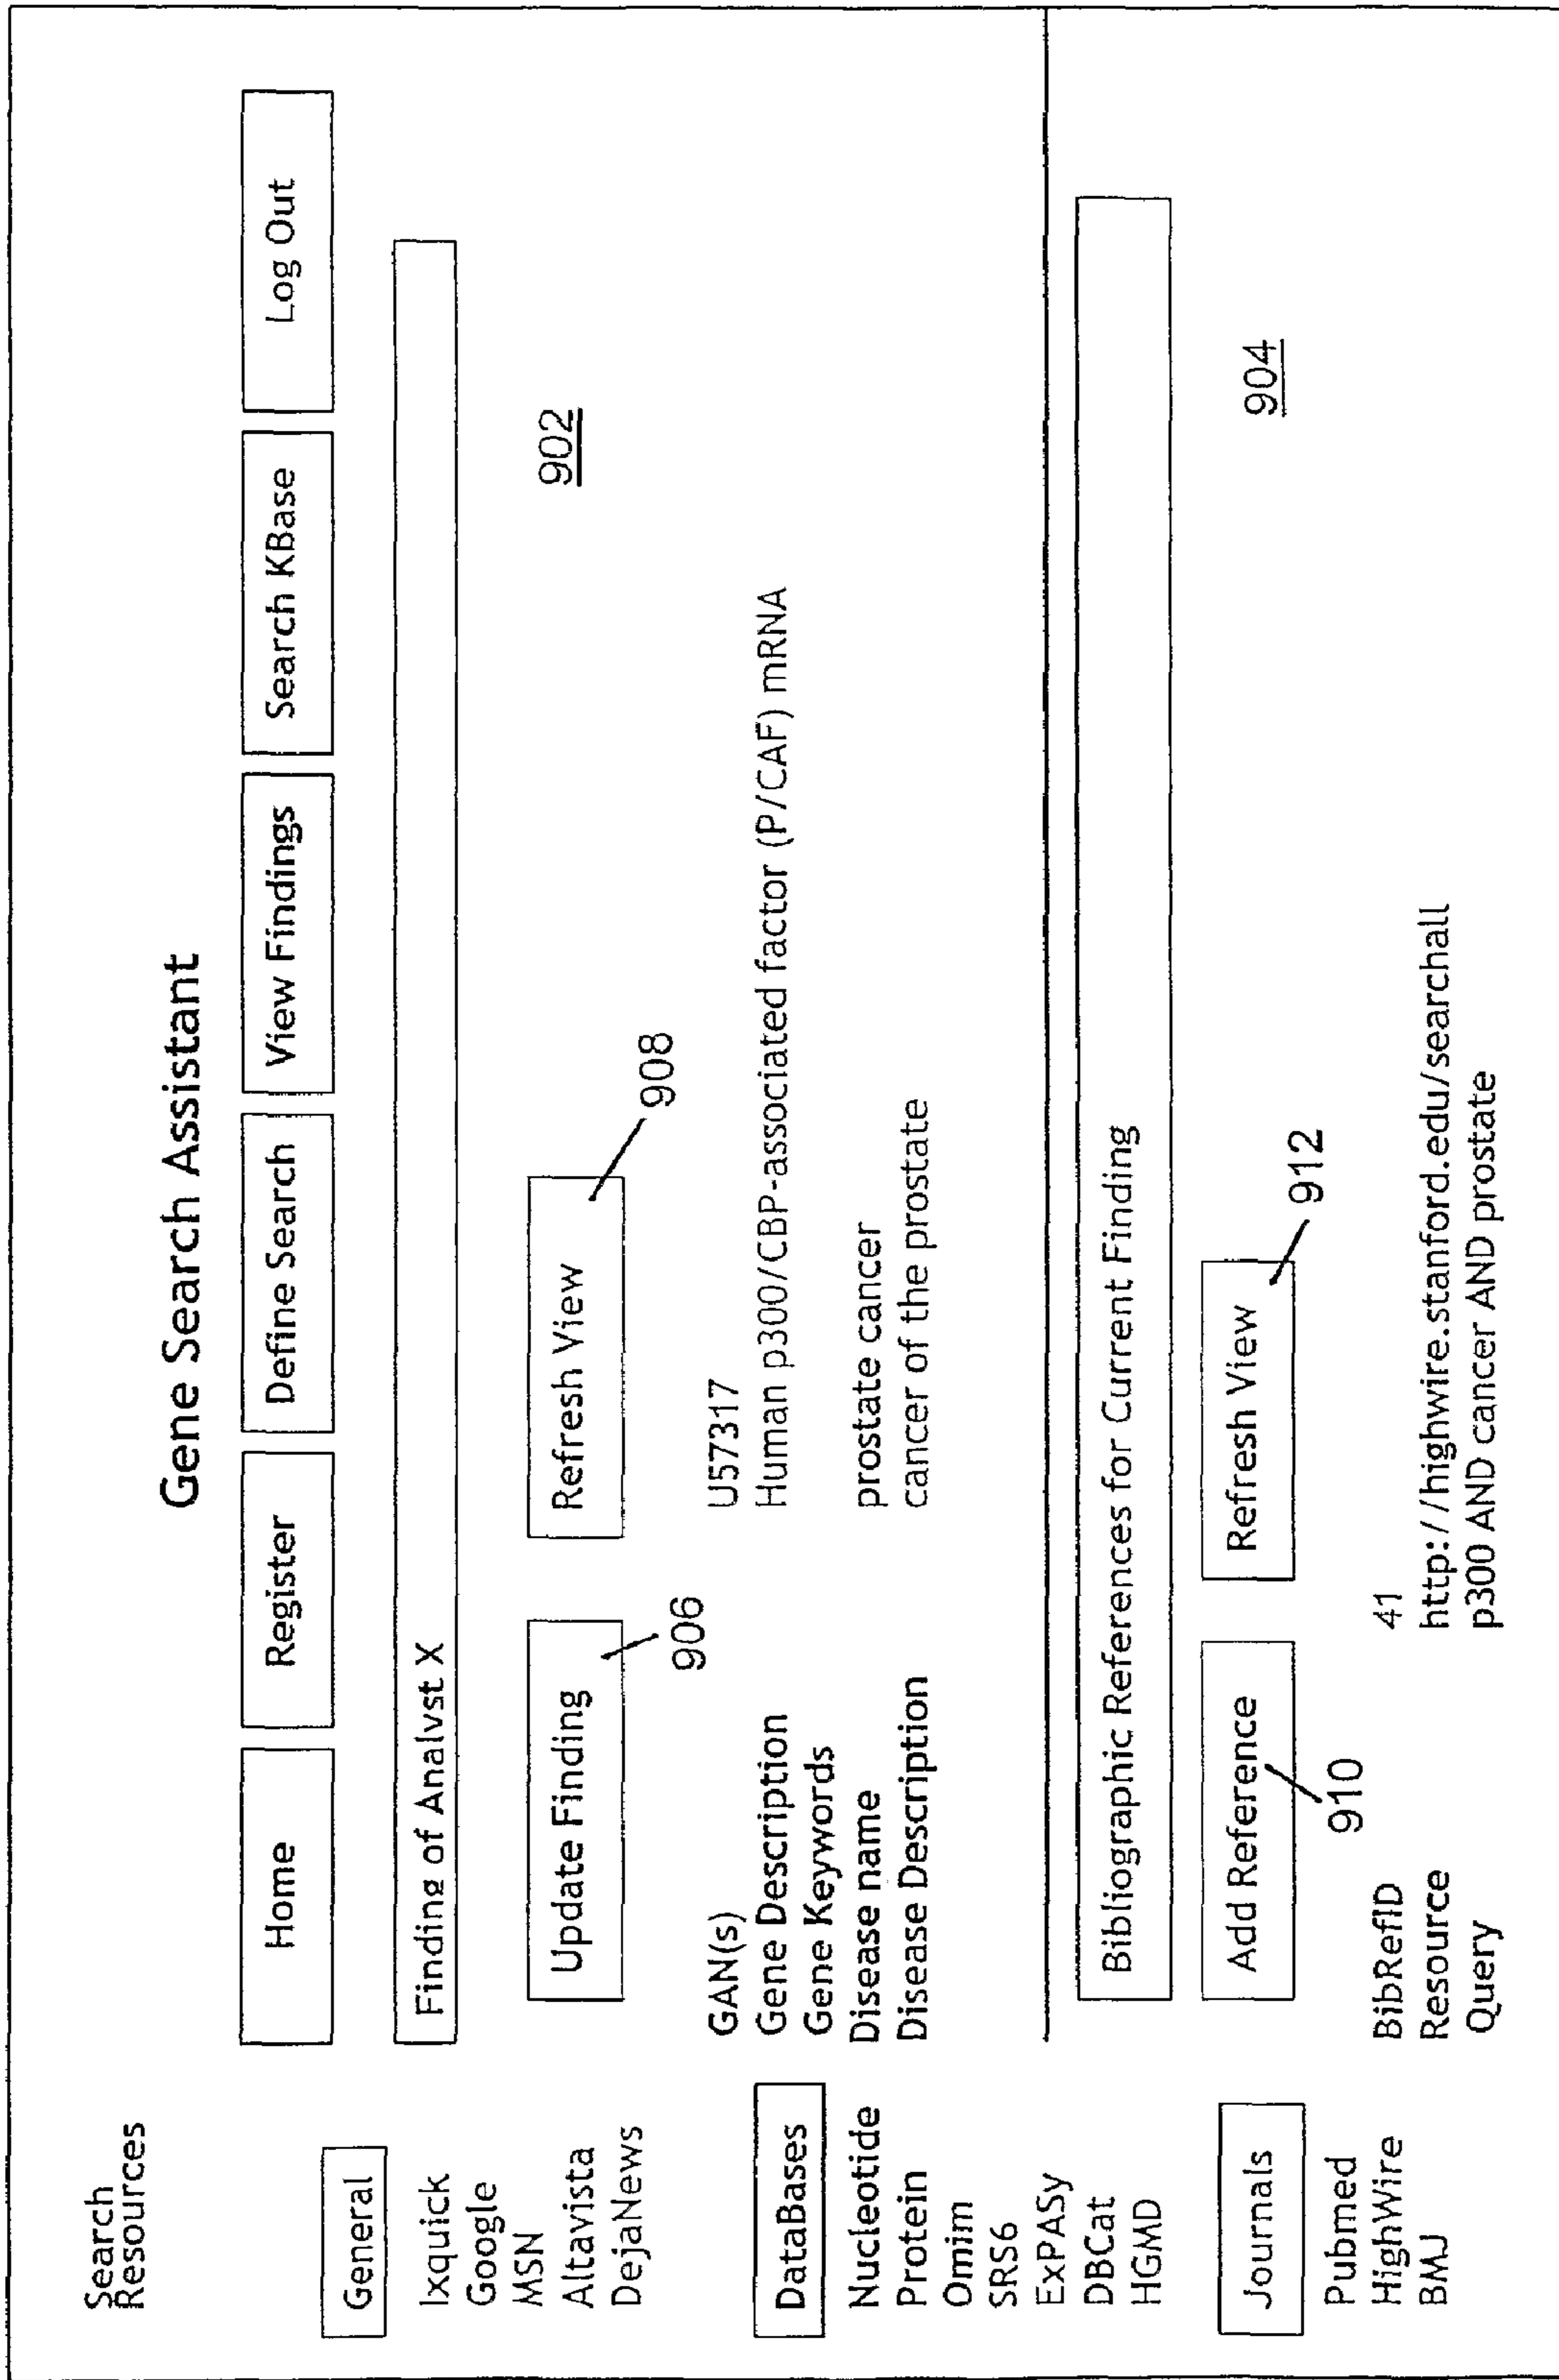 Search
Resources
General
Ixquick
Google
MSN
Altavista
DejaNews
DataBases
Nucleotide
Protein
Omim
SRS6
ExPASy
DBCat
HGMD
Journals
Pubmed
HighWire
BMJ
Gene Search Assistant
Home Register Define Search View Findings Search KBase Log Out
Finding of Analyst X
902
Update Finding Refresh View
906 908
GAN(s) U57317
Gene Description Human p300/CBP-associated factor (P/CAF) mRNA
Gene Keywords
Disease name prostate cancer
Disease Description cancer of the prostate
Bibliographic References for Current Finding
904
Add Reference Refresh View
910 912
BibRefID 41
Resource http://highwire.stanford.edu/searchall
Query p300 AND cancer AND prostate